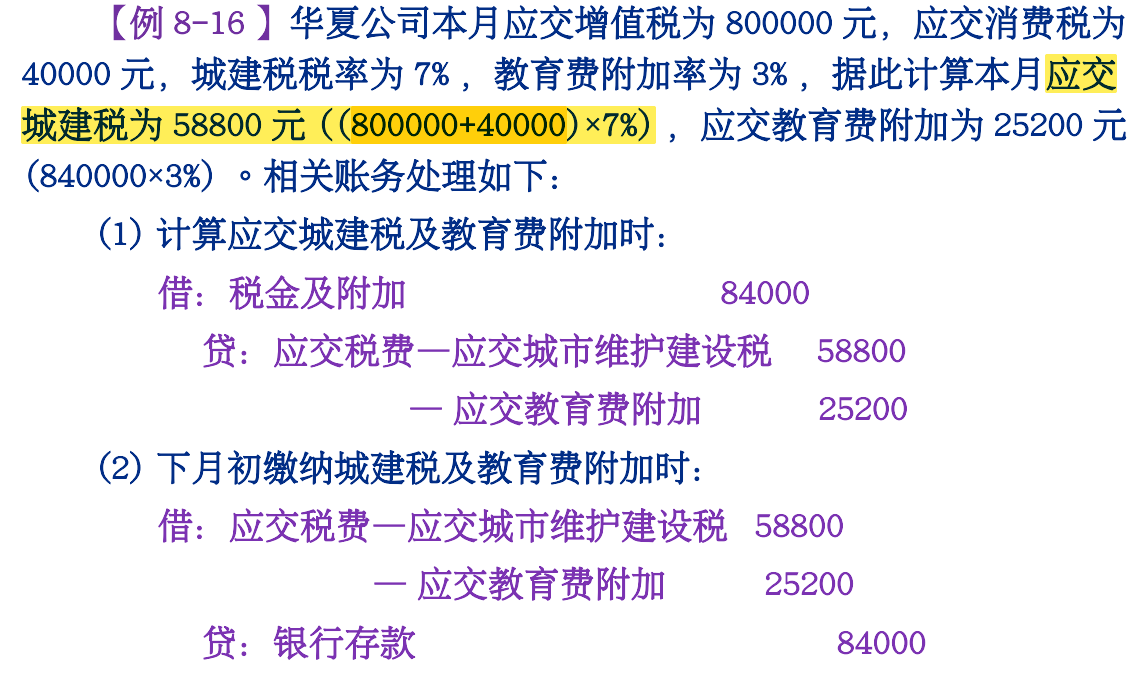 【例 8-16 】华夏公司本月应交增值税为 800000 元，应交消费税为
40000 元，城建税税率为 7% ，教育费附加率为 3% ，据此计算本月应交
城建税为 58800 元（（800000+40000）×7%），应交教育费附加为 25200 元
（840000×3%）。相关账务处理如下：
（1）计算应交城建税及教育费附加时：
借：税金及附加 84000
贷：应交税费—应交城市维护建设税 58800
— 应交教育费附加 25200
（2）下月初缴纳城建税及教育费附加时：
借：应交税费—应交城市维护建设税 58800
— 应交教育费附加 25200
贷：银行存款 84000